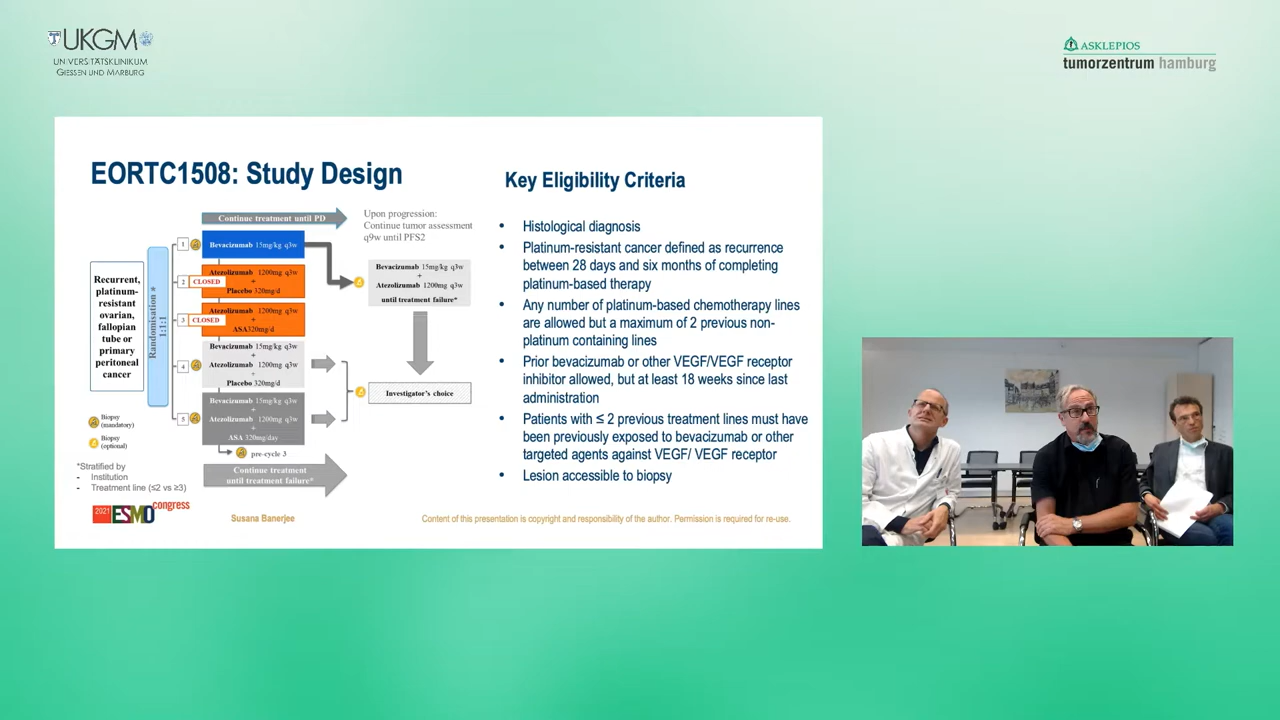 UKGM
UNIVERSITÄTSKLINIKUM
GIESSEN UND MARBURG
ASKLEPIOS
tumorzentrum hamburg
EORTC1508: Study Design
Continue treatment until PD
Upon progression:
Continue tumor assessment
q9w until PFS2
Recurrent,
platinum-
resistant
ovarian,
fallopian
tube or
primary
peritoneal
cancer
Randomisation *
1:1:1
1
Bevacizumab 15mg/kg q3w
2
CLOSED
Atezolizumab 1200mg q3w
+
Placebo 320mg/d
3
CLOSED
Atezolizumab 1200mg q3w
+
ASA320mg/d
4
Bevacizumab 15mg/kg q3w
+
Atezolizumab 1200mg q3w
+
Placebo 320mg/d
5
Bevacizumab 15mg/kg q3w
+
Atezolizumab 1200mg q3w
+
ASA 320mg/day
pre-cycle 3
Bevacizumab 15mg/kg q3w
+
Atezolizumab 1200mg q3w
until treatment failure*
Investigator's choice
Biopsy
(mandatory)
Biopsy
(optional)
*Stratified by
- Institution
- Treatment line (≤2 vs ≥3)
Continue treatment
until treatment failure*
Key Eligibility Criteria
• Histological diagnosis
• Platinum-resistant cancer defined as recurrence
between 28 days and six months of completing
platinum-based therapy
• Any number of platinum-based chemotherapy lines
are allowed but a maximum of 2 previous non-
platinum containing lines
• Prior bevacizumab or other VEGF/VEGF receptor
inhibitor allowed, but at least 18 weeks since last
administration
• Patients with ≤ 2 previous treatment lines must have
been previously exposed to bevacizumab or other
targeted agents against VEGF/ VEGF receptor
• Lesion accessible to biopsy
2021 ESMO congress
Susana Banerjee
Content of this presentation is copyright and responsibility of the author. Permission is required for re-use.